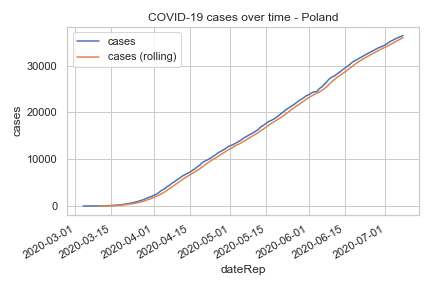 COVID-19 cases over time - Poland
cases
cases (rolling)
30000
20000
10000
0
cases
2020-03-01
2020-03-15
2020-04-01
2020-04-15
2020-05-01
2020-05-15
2020-06-01
2020-06-15
2020-07-01
dateRep